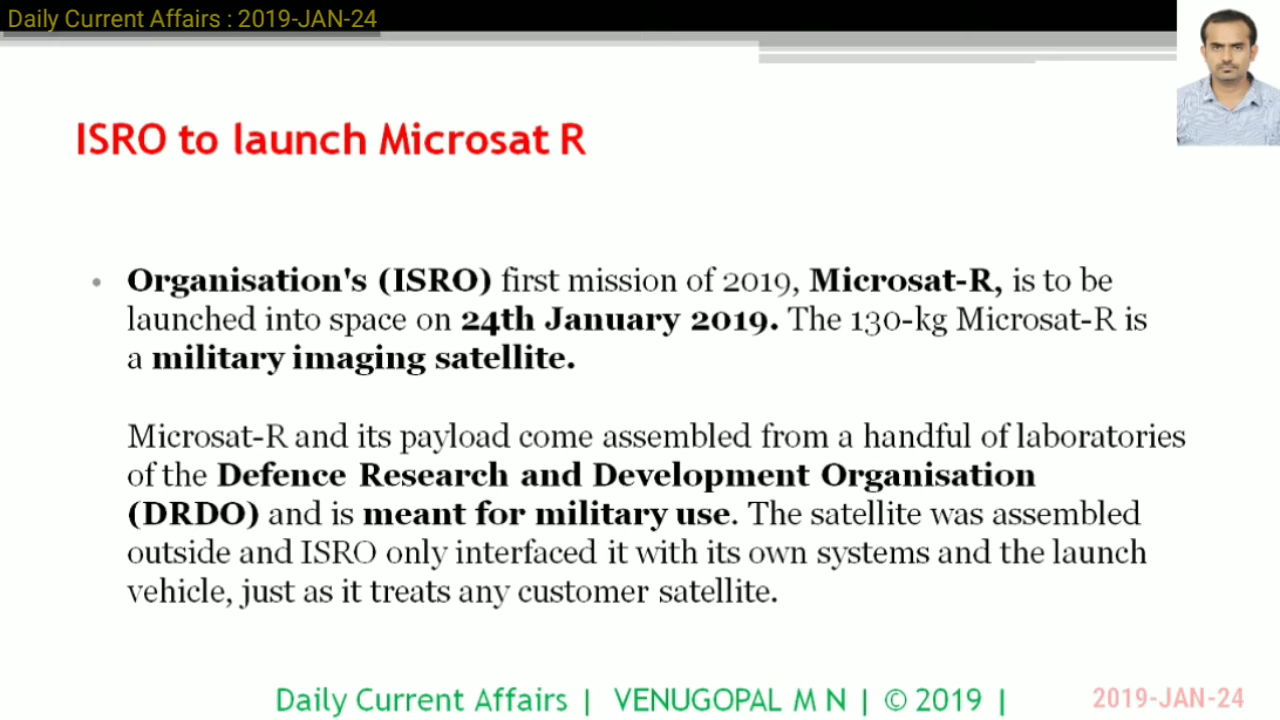 Daily Current Affairs : 2019-JAN-24
ISRO to launch Microsat R
• Organisation's (ISRO) first mission of 2019, Microsat-R, is to be
launched into space on 24th January 2019. The 130-kg Microsat-R is
a military imaging satellite.
Microsat-R and its payload come assembled from a handful of laboratories
of the Defence Research and Development Organisation
(DRDO) and is meant for military use. The satellite was assembled
outside and ISRO only interfaced it with its own systems and the launch
vehicle, just as it treats any customer satellite.
Daily Current Affairs | VENUGOPAL M N | © 2019 | 2019-JAN-24